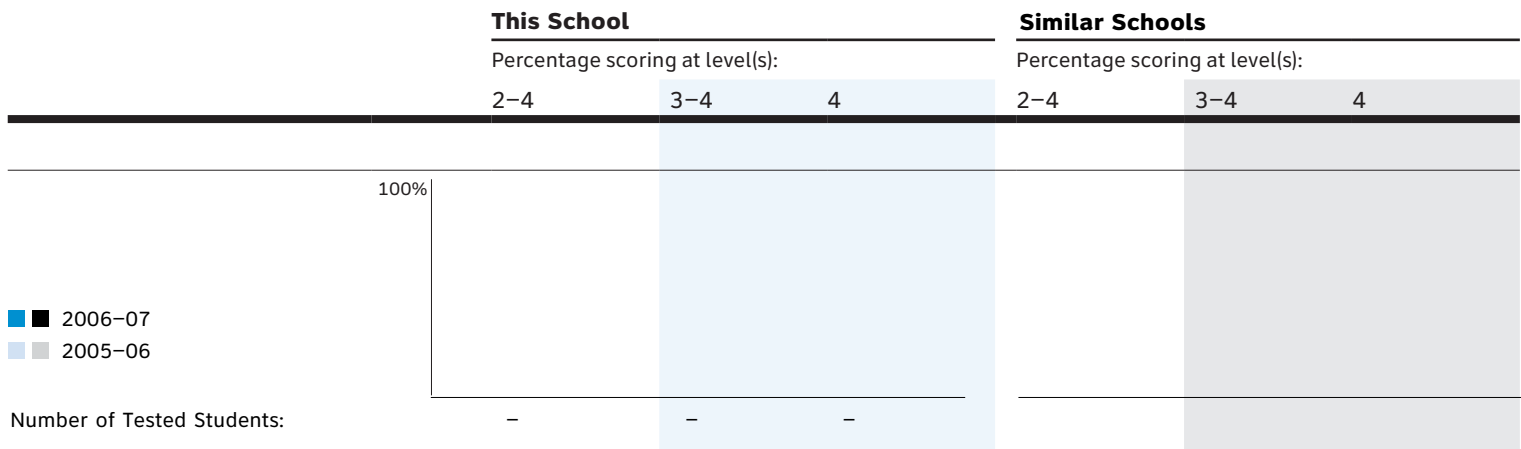 This School Similar Schools
Percentage scoring at level(s): Percentage scoring at level(s):
2–4 3–4 4 2–4 3–4 4
100%
2006–07
2005–06
Number of Tested Students: – – –